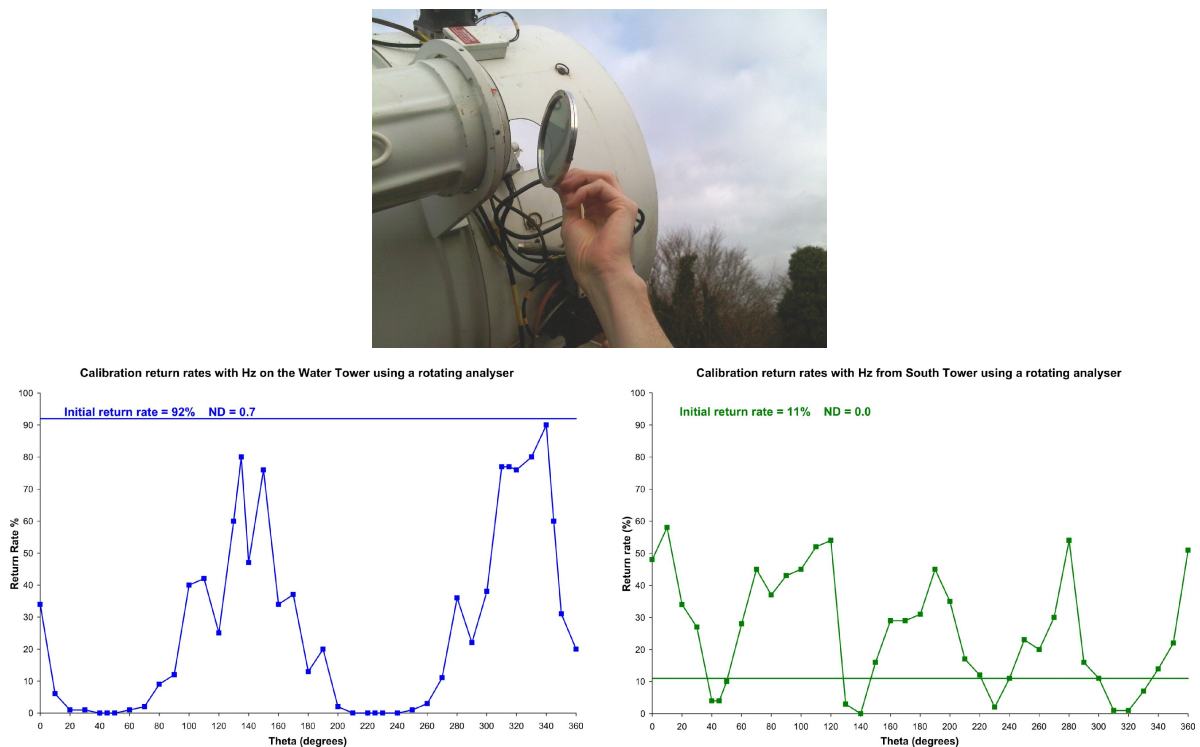 Calibration return rates with Hz on the Water Tower using a rotating analyser
Initial return rate = 92% ND = 0.7
Return Rate %
100
90
80
70
60
50
40
30
20
10
0
0 20 40 60 80 100 120 140 160 180 200 220 240 260 280 300 320 340 360
Theta (degrees)
Calibration return rates with Hz from South Tower using a rotating analyser
Initial return rate = 11% ND = 0.0
Return rate (%)
100
90
80
70
60
50
40
30
20
10
0
0 20 40 60 80 100 120 140 160 180 200 220 240 260 280 300 320 340 360
Theta (degrees)